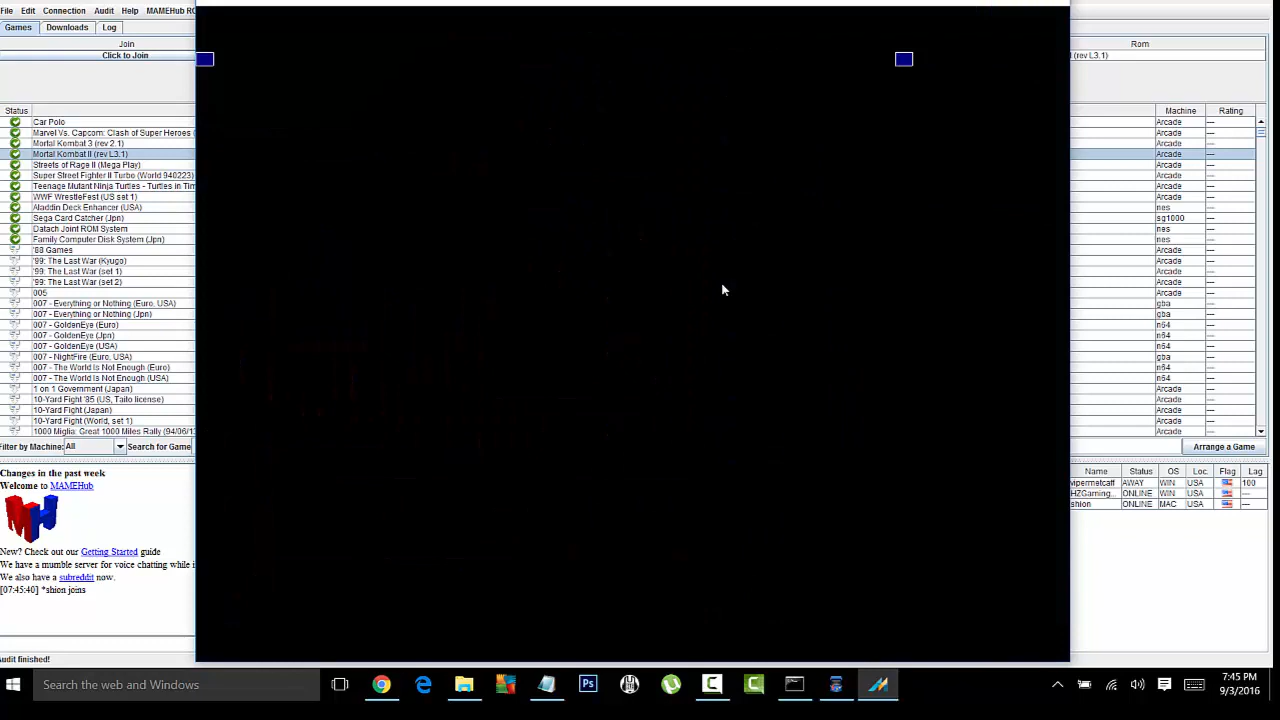 File Edit Connection Audit Help MAMEHub
Games Downloads Log
Join
Click to Join
Rom
(rev L3.1)
Status
Machine Rating
Car Polo Arcade ---
Marvel Vs. Capcom: Clash of Super Heroes ( Arcade ---
Mortal Kombat 3 (rev 2.1) Arcade ---
Mortal Kombat II (rev L3.1) Arcade ---
Streets of Rage II (Mega Play) Arcade ---
Super Street Fighter II Turbo (World 940223) Arcade ---
Teenage Mutant Ninja Turtles - Turtles in Tim Arcade ---
WWF WrestleFest (US set 1) Arcade ---
Aladdin Deck Enhancer (USA) nes ---
Sega Card Catcher (Jpn) sg1000 ---
Datach Joint ROM System nes ---
Family Computer Disk System (Jpn) nes ---
'88 Games Arcade ---
'99: The Last War (Kyugo) Arcade ---
'99: The Last War (set 1) Arcade ---
'99: The Last War (set 2) Arcade ---
005 Arcade ---
007 - Everything or Nothing (Euro, USA) gba ---
007 - Everything or Nothing (Jpn) gba ---
007 - GoldenEye (Euro) n64 ---
007 - GoldenEye (Jpn) n64 ---
007 - GoldenEye (USA) n64 ---
007 - NightFire (Euro, USA) gba ---
007 - The World Is Not Enough (Euro) n64 ---
007 - The World Is Not Enough (USA) n64 ---
1 on 1 Government (Japan) Arcade ---
10-Yard Fight '85 (US, Taito license) Arcade ---
10-Yard Fight (Japan) Arcade ---
10-Yard Fight (World, set 1) Arcade ---
1000 Miglia: Great 1000 Miles Rally (94/06/13 Arcade ---
Filter by Machine: All Search for Game
Arrange a Game
Changes in the past week
Welcome to MAMEHub
MH
New? Check out our Getting Started guide
We have a mumble server for voice chatting while i
We also have a subreddit now.
[07:45:40] *shion joins
Name Status OS Loc. Flag Lag
vipermetcaff AWAY WIN USA 100
HZGaming... ONLINE WIN USA ---
shion ONLINE MAC USA ---
Audit finished!
Search the web and Windows
Ps
7:45 PM
9/3/2016